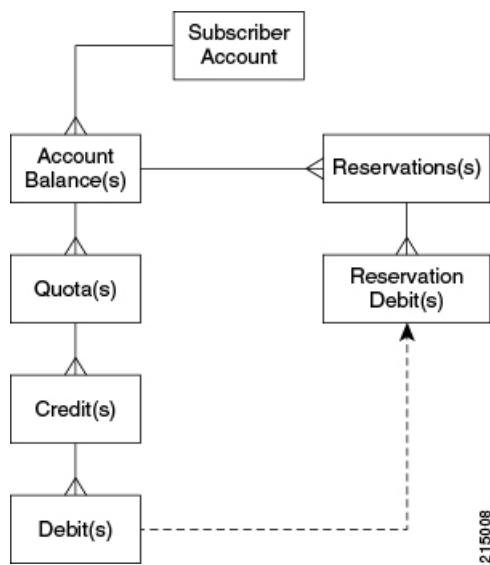 Subscriber
Account
Account
Balance(s)
Reservations(s)
Quota(s)
Reservation
Debit(s)
Credit(s)
Debit(s)
215008